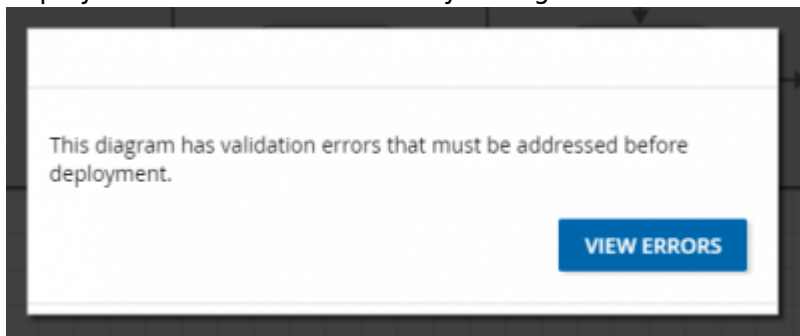 This diagram has validation errors that must be addressed before
deployment.
VIEW ERRORS